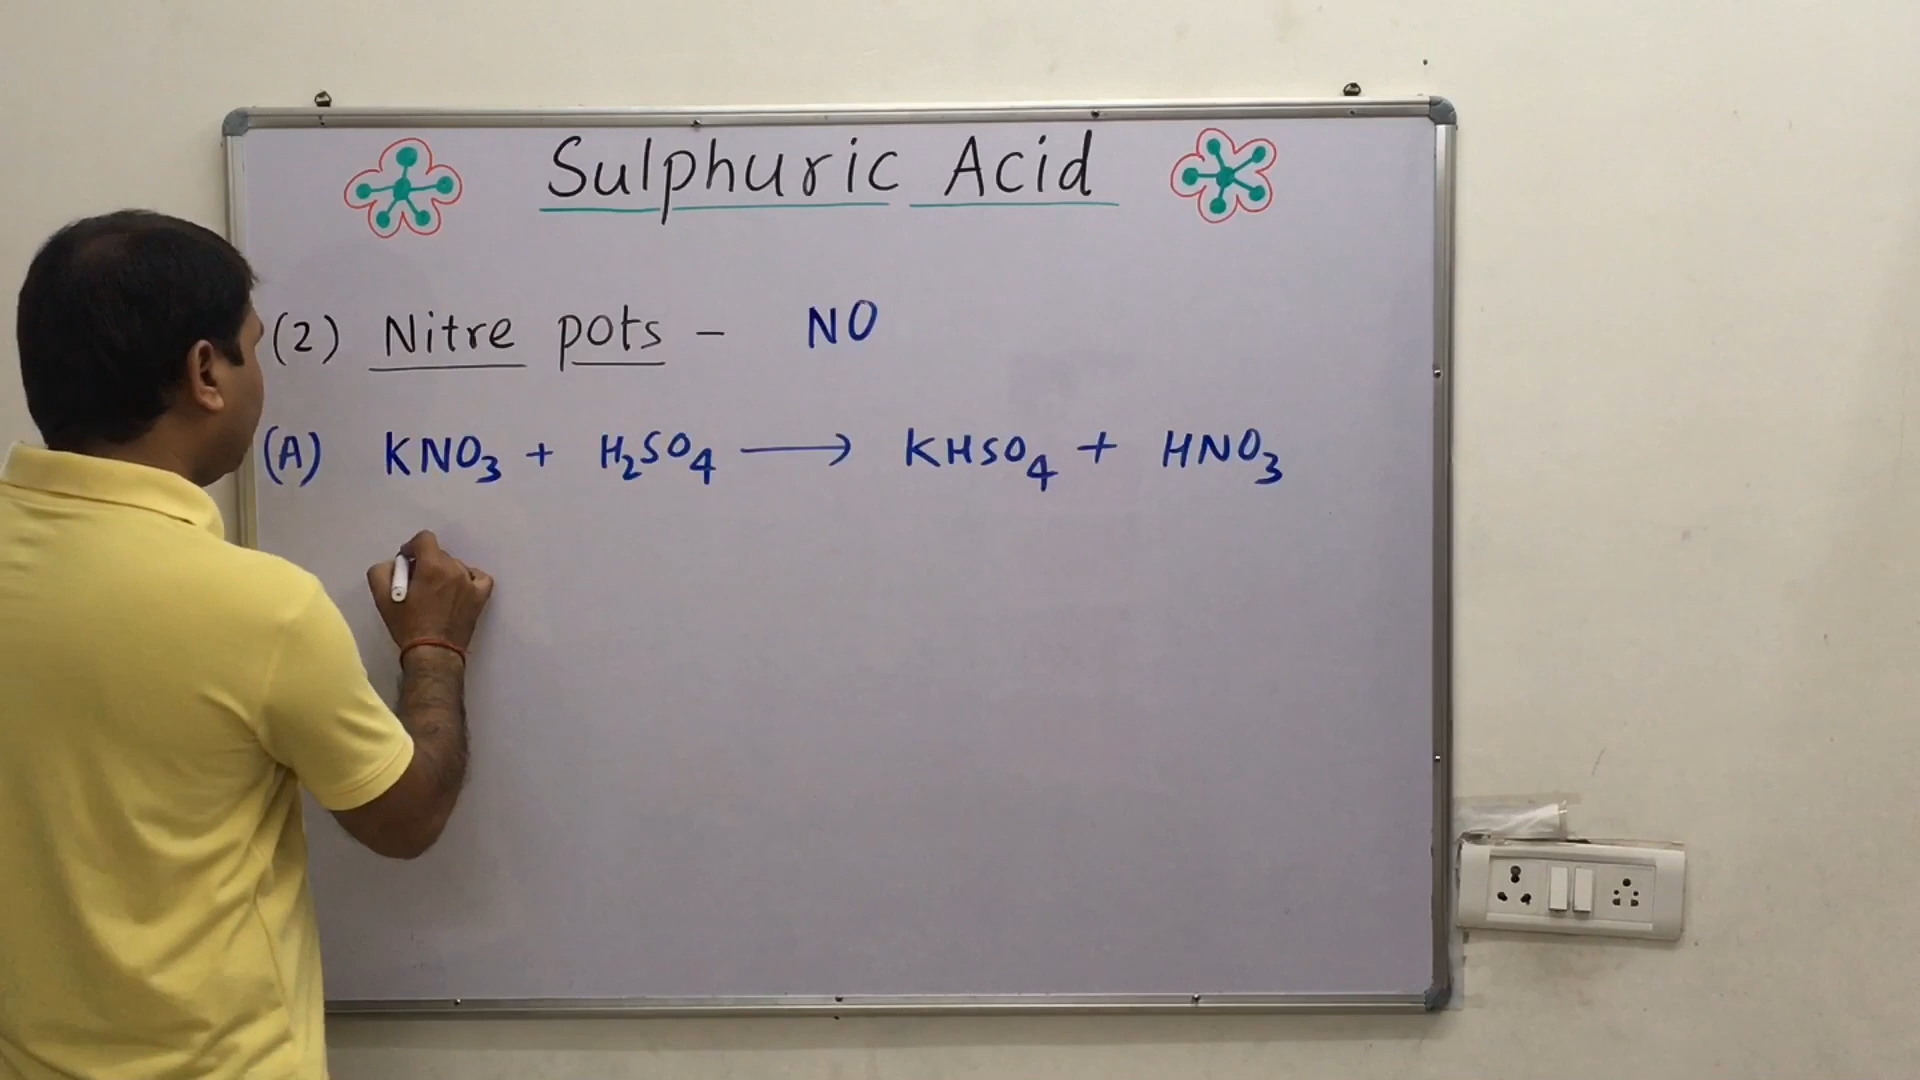 Sulphuric Acid
(2) Nitre pots - NO
(A) KNO₃ + H₂SO₄ ⟶ KHSO₄ + HNO₃